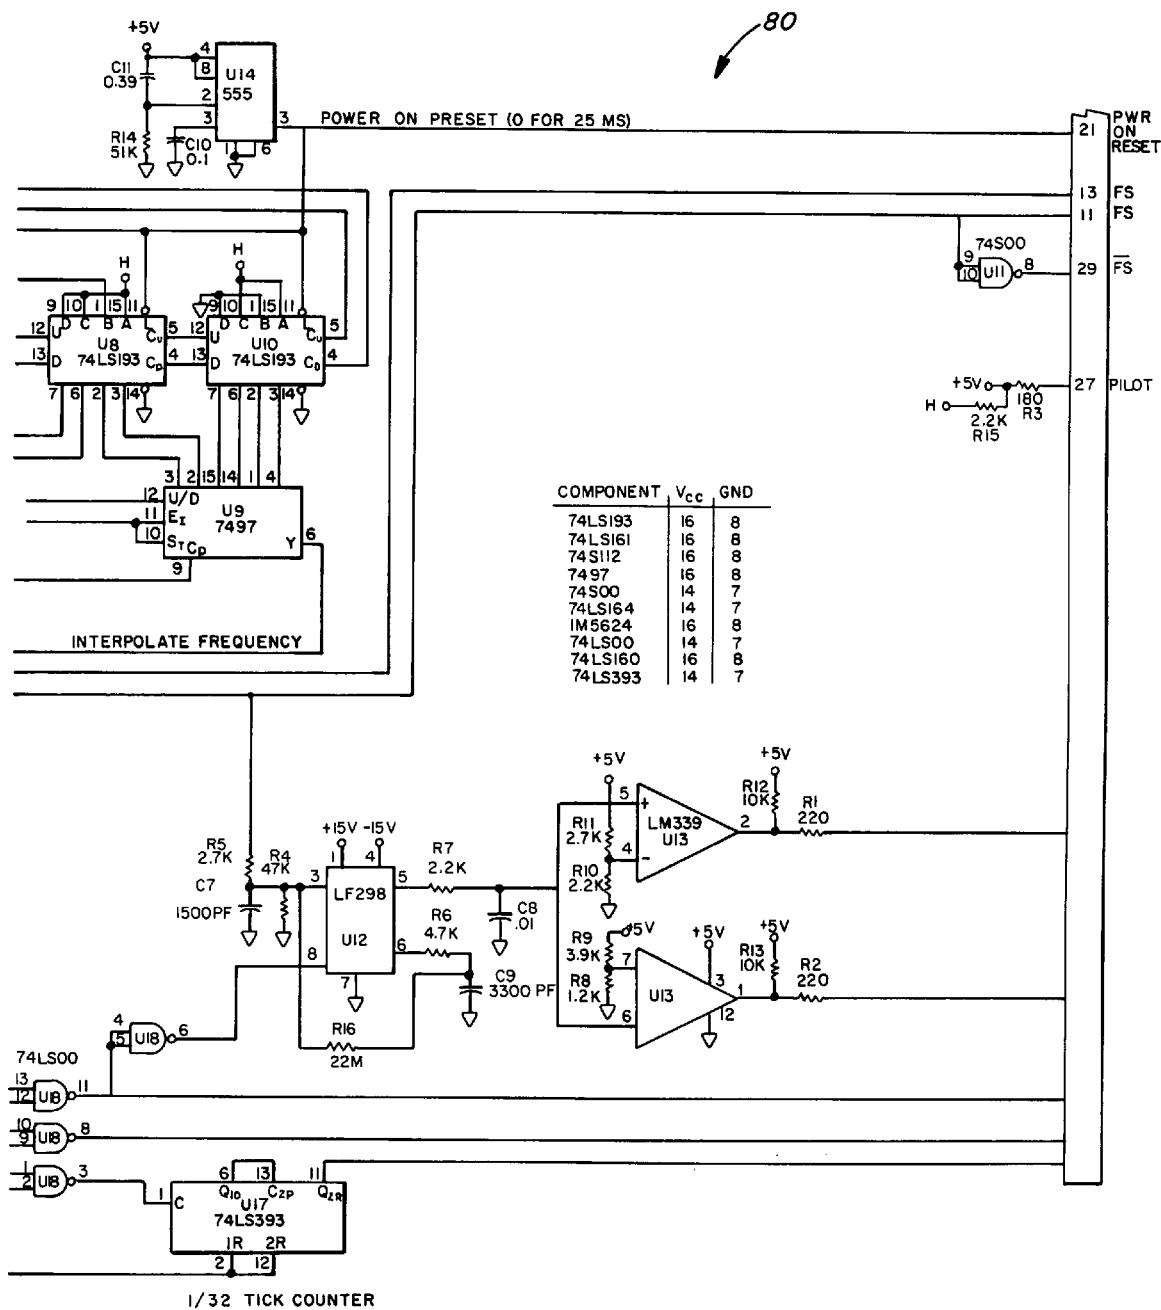 80
+5V
C11
0.39
4
8
U14
555
2
3
3
POWER ON PRESET (0 FOR 25 MS)
21
PWR
ON
RESET
R14
51K
C10
0.1
1
6
13 FS
11 FS
74S00
9
10
U11
8
29 FS
H
H
9 10 1 15 11
D C B A L
9 10 1 15 11
D C B A L
12 U
U8
74LS193
CU 5
12 U
U10
74LS193
CU 5
13 D
CD 4
13 D
CD 4
7 6 2 3 14
7 6 2 3 14
+5V
180
R3
27 PILOT
H
2.2K
R15
3 2 15 14 1 4
12 U/D
11 EI
10 ST
CP
9
U9
7497
Y
6
INTERPOLATE FREQUENCY
COMPONENT VCC GND
74LS193 16 8
74LS161 16 8
74S112 16 8
7497 16 8
74S00 14 7
74LS164 14 7
IM5624 16 8
74LS00 14 7
74LS160 16 8
74LS393 14 7
R5
2.7K
R4
47K
C7
1500PF
+15V -15V
1
4
3
LF298
U12
5
6
8
7
R7
2.2K
R6
4.7K
C8
.01
C9
3300 PF
R16
22M
+5V
R11
2.7K
R10
2.2K
5
+
4
-
LM339
U13
2
+5V
R12
10K
R1
220
+5V
R9
3.9K
R8
1.2K
7
6
U13
+5V
3
12
1
+5V
R13
10K
R2
220
4
5
U18
6
74LS00
13
12
U18
11
10
9
U18
8
1
2
U18
3
6 13 11
Q1D C2P Q2R
1 C
U17
74LS393
1R 2R
2 12
1/32 TICK COUNTER